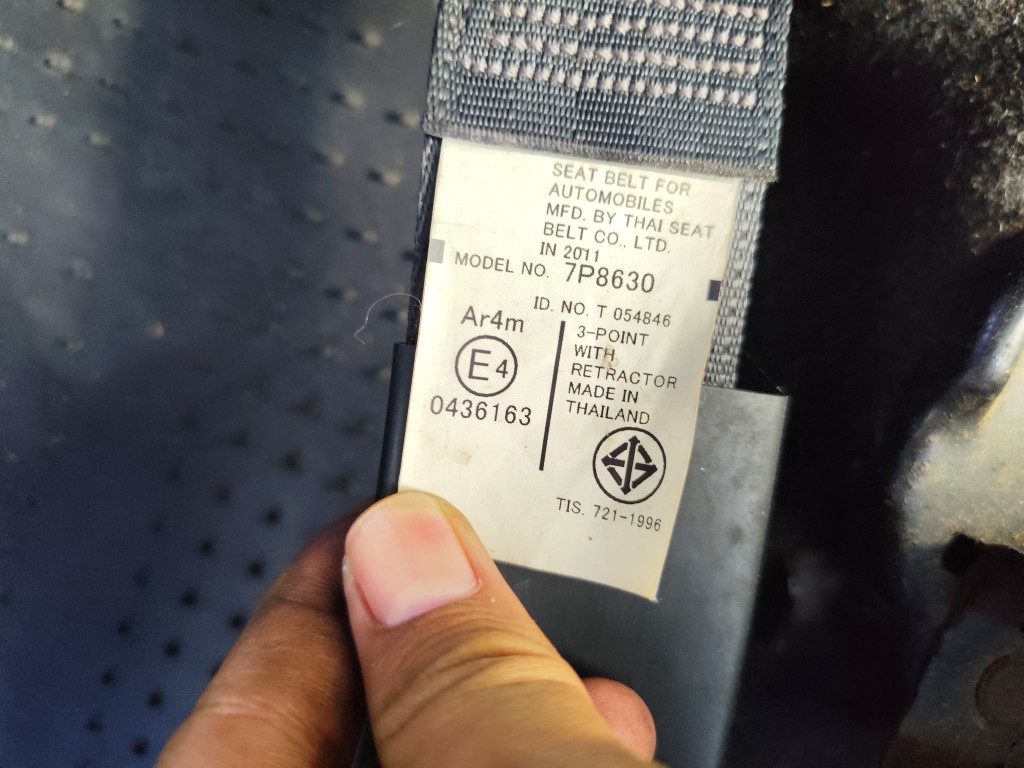 SEAT BELT FOR
AUTOMOBILES
MFD. BY THAI SEAT
BELT CO., LTD.
IN 2011
MODEL NO. 7P8630
ID. NO. T 054846
Ar4m
E4
0436163
3-POINT
WITH
RETRACTOR
MADE IN
THAILAND
TIS. 721-1996